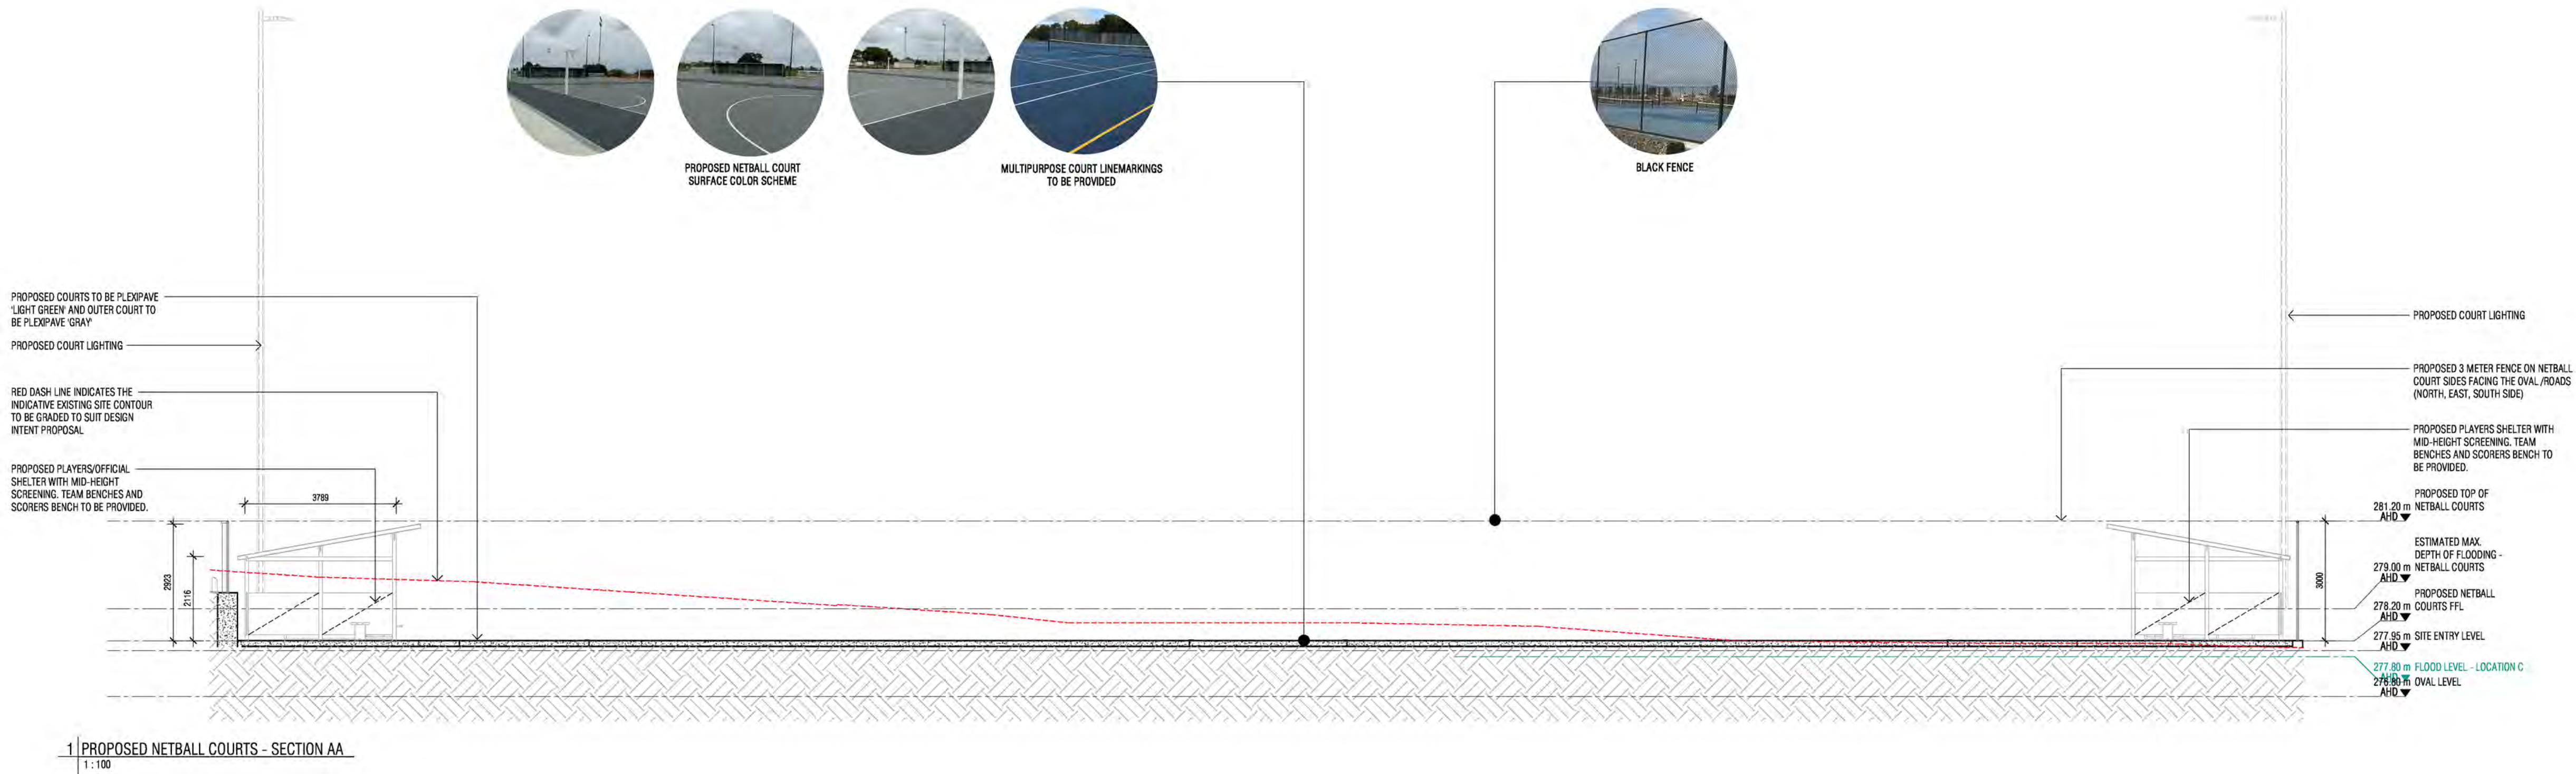 PROPOSED NETBALL COURT
SURFACE COLOR SCHEME
MULTIPURPOSE COURT LINEMARKINGS
TO BE PROVIDED
BLACK FENCE
PROPOSED COURTS TO BE PLEXIPAVE
'LIGHT GREEN' AND OUTER COURT TO
BE PLEXIPAVE 'GRAY'
PROPOSED COURT LIGHTING
RED DASH LINE INDICATES THE
INDICATIVE EXISTING SITE CONTOUR
TO BE GRADED TO SUIT DESIGN
INTENT PROPOSAL
PROPOSED PLAYERS/OFFICIAL
SHELTER WITH MID-HEIGHT
SCREENING. TEAM BENCHES AND
SCORERS BENCH TO BE PROVIDED.
3789
2923
2116
PROPOSED COURT LIGHTING
PROPOSED 3 METER FENCE ON NETBALL
COURT SIDES FACING THE OVAL /ROADS
(NORTH, EAST, SOUTH SIDE)
PROPOSED PLAYERS SHELTER WITH
MID-HEIGHT SCREENING. TEAM
BENCHES AND SCORERS BENCH TO
BE PROVIDED.
3000
PROPOSED TOP OF
281.20 m NETBALL COURTS
AHD
ESTIMATED MAX.
DEPTH OF FLOODING -
279.00 m NETBALL COURTS
AHD
PROPOSED NETBALL
278.20 m COURTS FFL
AHD
277.95 m SITE ENTRY LEVEL
AHD
277.80 m FLOOD LEVEL - LOCATION C
AHD
276.80 m OVAL LEVEL
AHD
1 PROPOSED NETBALL COURTS - SECTION AA
1 : 100